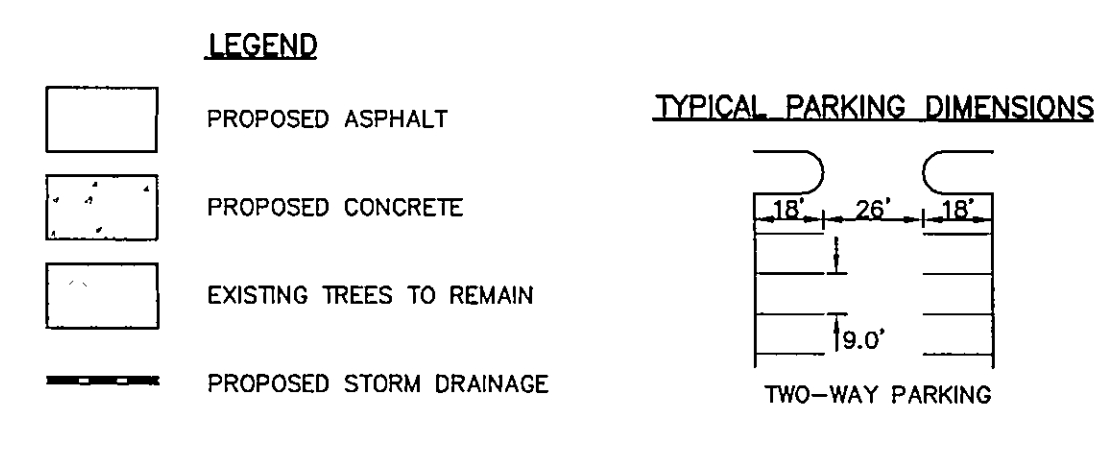 LEGEND
PROPOSED ASPHALT
PROPOSED CONCRETE
EXISTING TREES TO REMAIN
PROPOSED STORM DRAINAGE
TYPICAL PARKING DIMENSIONS
18' 26' 18'
9.0'
TWO-WAY PARKING